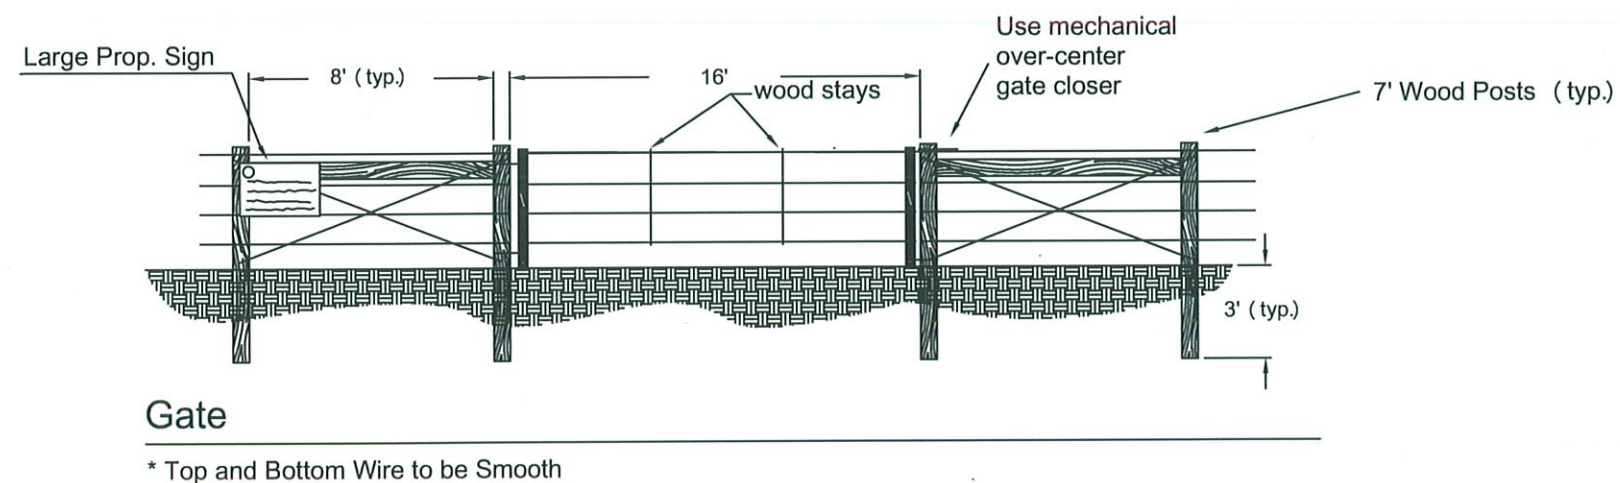 Large Prop. Sign
8' (typ.)
16'
wood stays
Use mechanical
over-center
gate closer
7' Wood Posts (typ.)
3' (typ.)
Gate
* Top and Bottom Wire to be Smooth